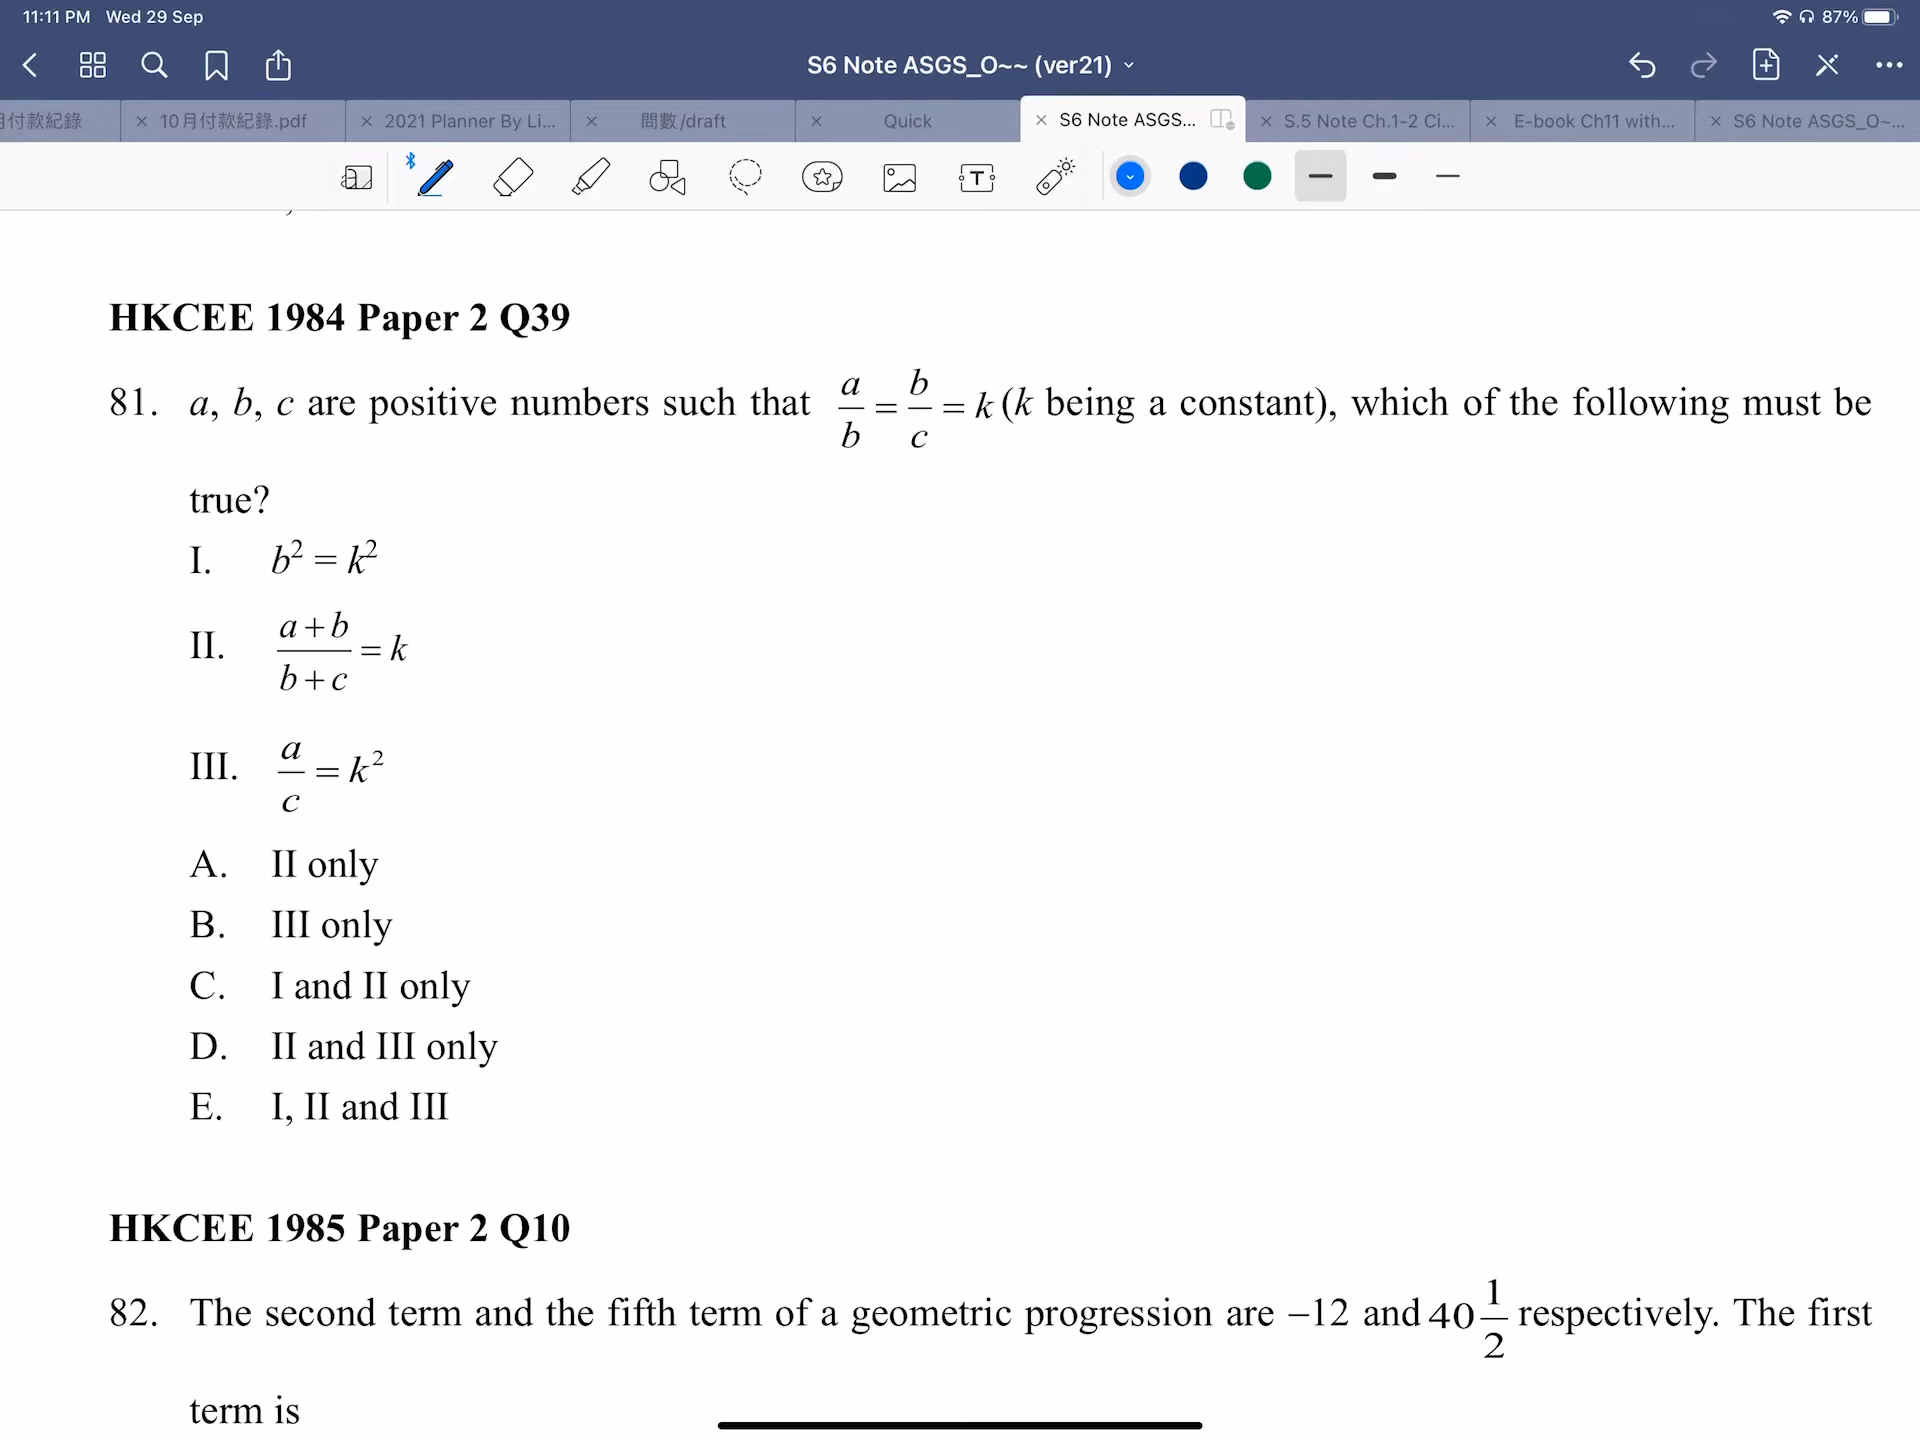 11:11 PM Wed 29 Sep
87%
S6 Note ASGS_O~~ (ver21)
月付款紀錄
10月付款紀錄.pdf
2021 Planner By Li...
問數/draft
Quick
S6 Note ASGS...
S.5 Note Ch.1-2 Ci...
E-book Ch11 with...
S6 Note ASGS_O~...
HKCEE 1984 Paper 2 Q39
81. a, b, c are positive numbers such that a/b = b/c = k (k being a constant), which of the following must be
true?
I. b² = k²
II. (a+b)/(b+c) = k
III. a/c = k²
A. II only
B. III only
C. I and II only
D. II and III only
E. I, II and III
HKCEE 1985 Paper 2 Q10
82. The second term and the fifth term of a geometric progression are –12 and 40 1/2 respectively. The first
term is